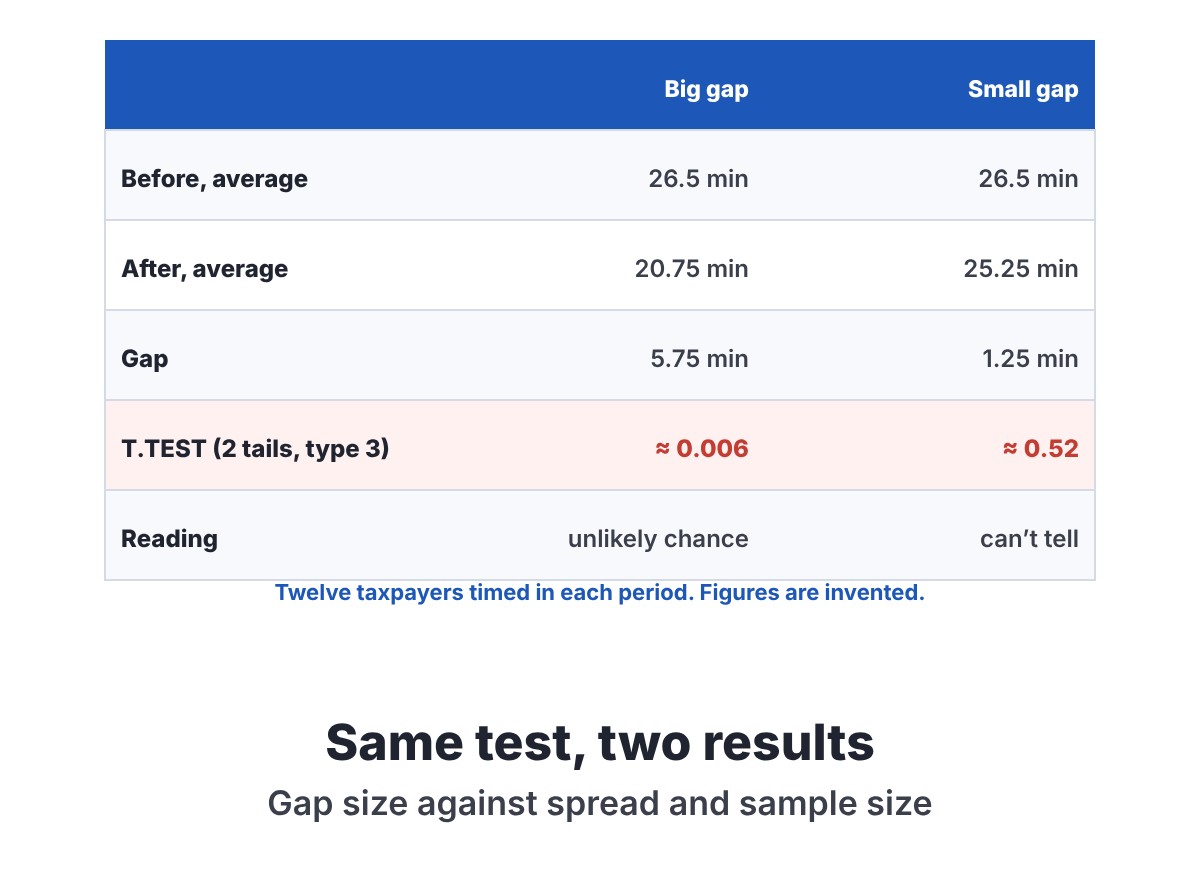 Big gap Small gap
Before, average 26.5 min 26.5 min
After, average 20.75 min 25.25 min
Gap 5.75 min 1.25 min
T.TEST (2 tails, type 3) ≈ 0.006 ≈ 0.52
Reading unlikely chance can’t tell
Twelve taxpayers timed in each period. Figures are invented.
Same test, two results
Gap size against spread and sample size